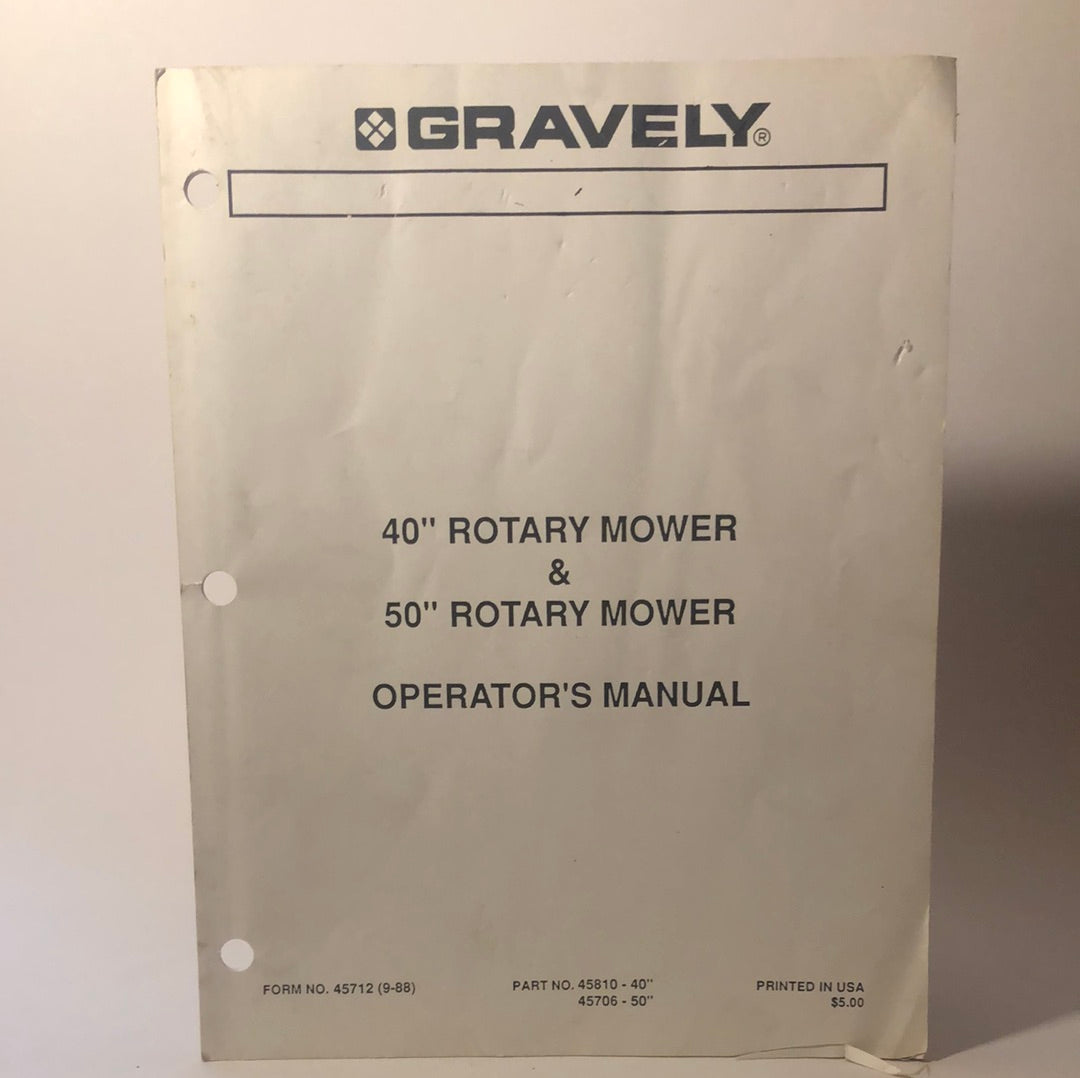 GRAVELY®
40" ROTARY MOWER
&
50" ROTARY MOWER
OPERATOR'S MANUAL
FORM NO. 45712 (9-88)
PART NO. 45810 - 40"
45706 - 50"
PRINTED IN USA
$5.00